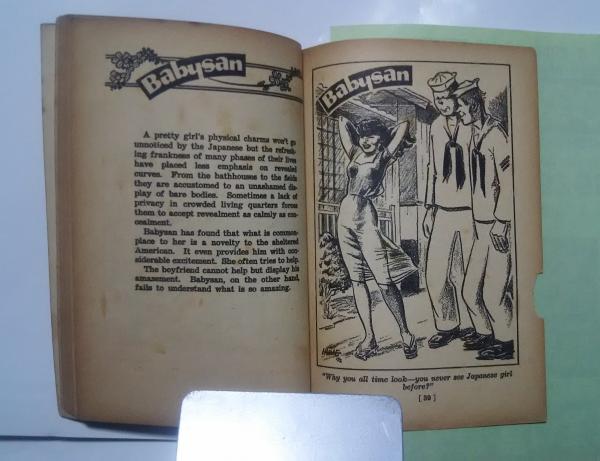 Babysan
A pretty girl's physical charms won't go
unnoticed by the Japanese but the refresh-
ing frankness of many phases of their lives
have placed less emphasis on revealed
curves. From the bathhouses to the fields
they are accustomed to an unashamed dis-
play of bare bodies. Sometimes a lack of
privacy in crowded living quarters forces
them to accept revealment as calmly as con-
cealment.
Babysan has found that what is common-
place to her is a novelty to the sheltered
American. It even provides him with con-
siderable excitement. She often tries to help.
The boyfriend cannot help but display his
amazement. Babysan, on the other hand,
fails to understand what is so amazing.
Babysan
"Why you all time look—you never see Japanese girl
before?"
[ 39 ]